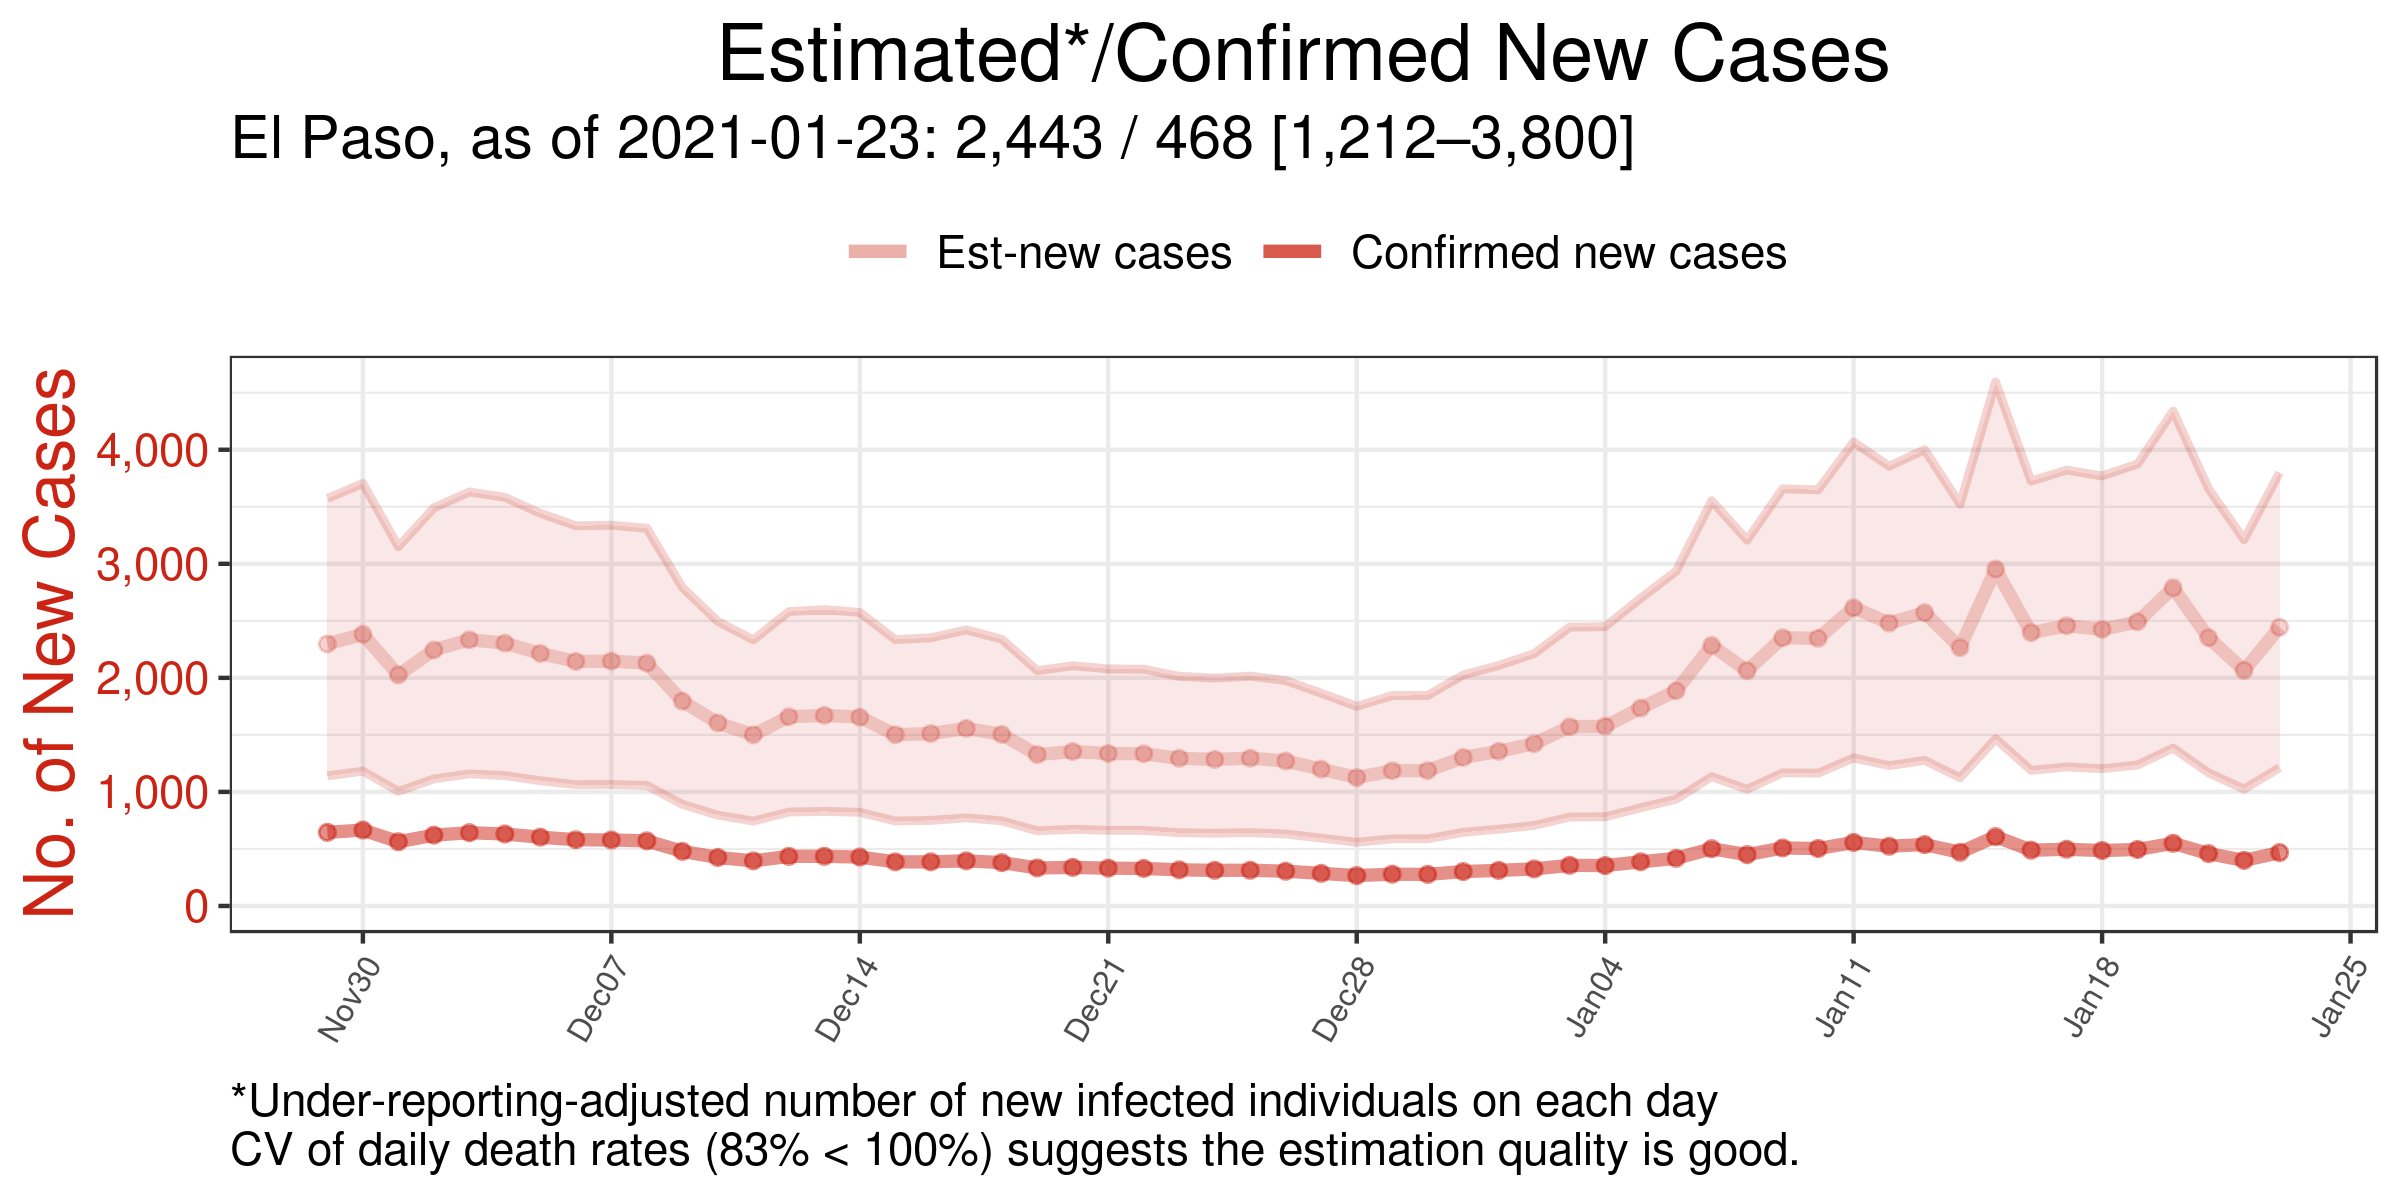 Estimated*/Confirmed New Cases
El Paso, as of 2021-01-23: 2,443 / 468 [1,212–3,800]
Est-new cases
Confirmed new cases
No. of New Cases
4,000
3,000
2,000
1,000
0
Nov30
Dec07
Dec14
Dec21
Dec28
Jan04
Jan11
Jan18
Jan25
*Under-reporting-adjusted number of new infected individuals on each day
CV of daily death rates (83% < 100%) suggests the estimation quality is good.